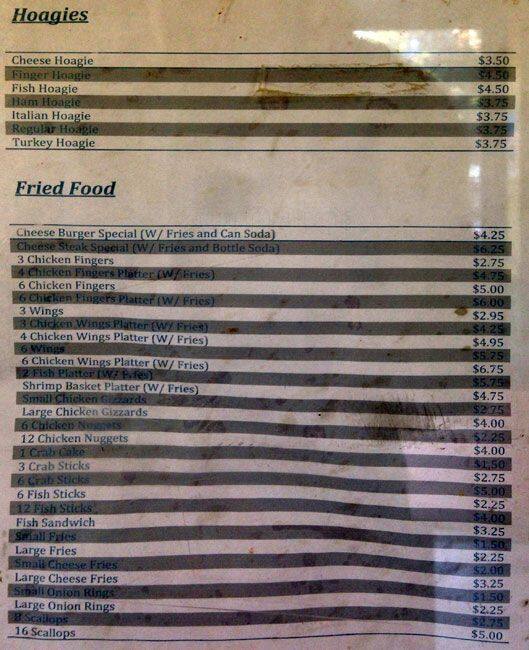 Hoagies
Cheese Hoagie $3.50
Finger Hoagie $4.50
Fish Hoagie $4.50
Ham Hoagie $3.75
Italian Hoagie $3.75
Regular Hoagie $3.75
Turkey Hoagie $3.75
Fried Food
Cheese Burger Special (W/ Fries and Can Soda) $4.25
Cheese Steak Special (W/ Fries and Bottle Soda) $6.25
3 Chicken Fingers $2.75
4 Chicken Fingers Platter (W/ Fries) $4.75
6 Chicken Fingers $5.00
6 Chicken Fingers Platter (W/ Fries) $6.00
3 Wings $2.95
3 Chicken Wings Platter (W/ Fries) $4.25
4 Chicken Wings Platter (W/ Fries) $4.95
6 Wings $5.75
6 Chicken Wings Platter (W/ Fries) $6.75
2 Fish Platter (W/ Fries) $5.75
Shrimp Basket Platter (W/ Fries) $4.75
Small Chicken Gizzards $2.75
Large Chicken Gizzards $4.00
6 Chicken Nuggets $2.25
12 Chicken Nuggets $4.00
1 Crab Cake $1.50
3 Crab Sticks $2.75
6 Crab Sticks $5.00
6 Fish Sticks $2.25
12 Fish Sticks $4.00
Fish Sandwich $3.25
Small Fries $1.50
Large Fries $2.25
Small Cheese Fries $2.00
Large Cheese Fries $3.25
Small Onion Rings $1.50
Large Onion Rings $2.25
8 Scallops $2.75
16 Scallops $5.00